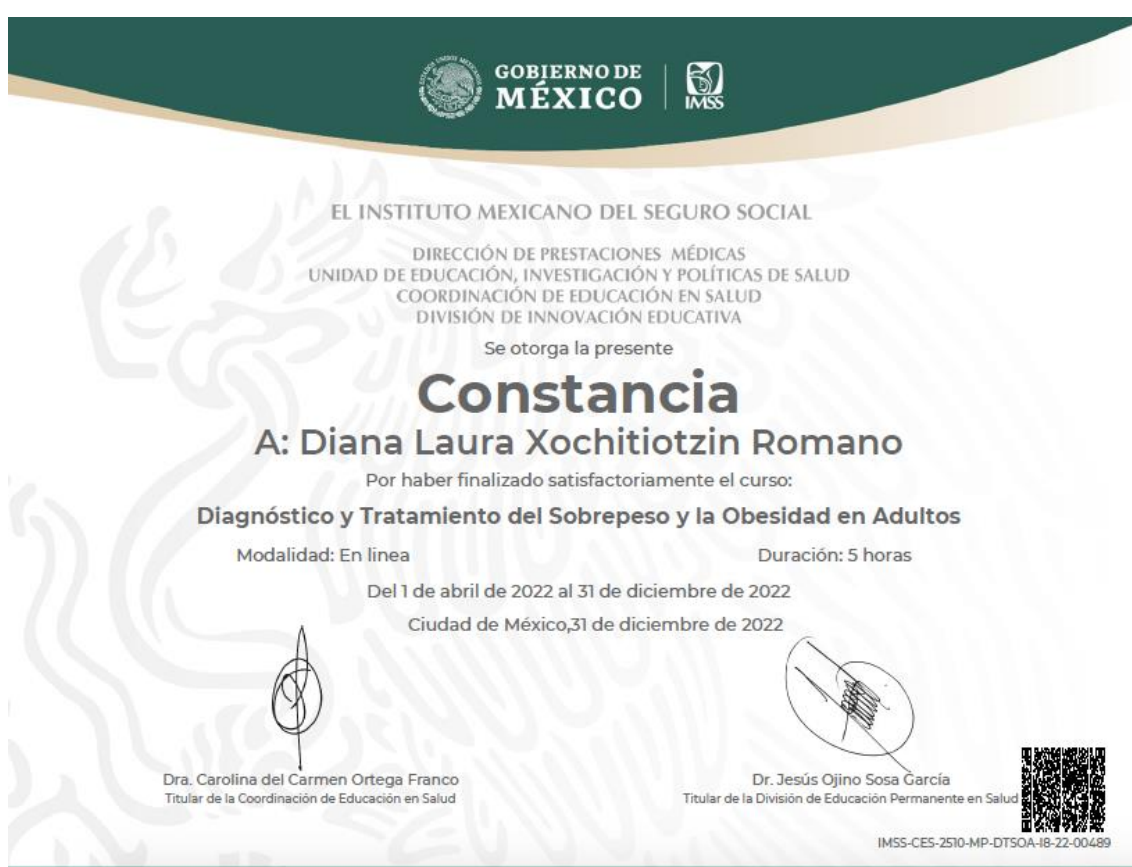 GOBIERNO DE
MÉXICO
IMSS
EL INSTITUTO MEXICANO DEL SEGURO SOCIAL
DIRECCIÓN DE PRESTACIONES MÉDICAS
UNIDAD DE EDUCACIÓN, INVESTIGACIÓN Y POLÍTICAS DE SALUD
COORDINACIÓN DE EDUCACIÓN EN SALUD
DIVISIÓN DE INNOVACIÓN EDUCATIVA
Se otorga la presente
Constancia
A: Diana Laura Xochitiotzin Romano
Por haber finalizado satisfactoriamente el curso:
Diagnóstico y Tratamiento del Sobrepeso y la Obesidad en Adultos
Modalidad: En linea Duración: 5 horas
Del 1 de abril de 2022 al 31 de diciembre de 2022
Ciudad de México,31 de diciembre de 2022
Dra. Carolina del Carmen Ortega Franco Dr. Jesús Ojino Sosa García
Titular de la Coordinación de Educación en Salud Titular de la División de Educación Permanente en Salud
IMSS-CES-2510-MP-DTSOA-I8-22-00489